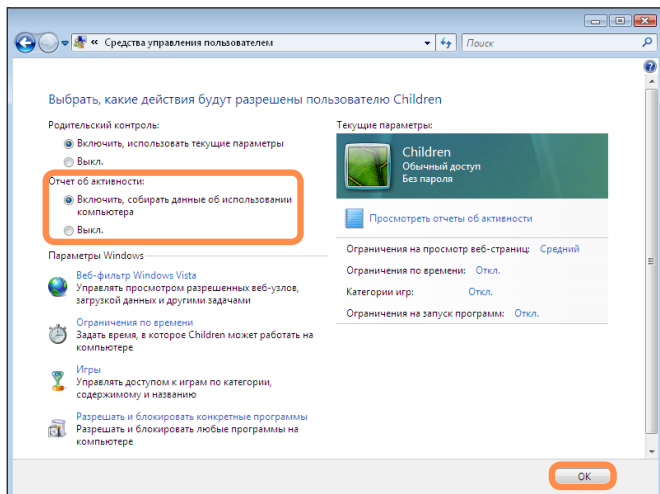 « Средства управления пользователем
Поиск
Выбрать, какие действия будут разрешены пользователю Children
Родительский контроль:
Включить, использовать текущие параметры
Выкл.
Отчет об активности:
Включить, собирать данные об использовании
компьютера
Выкл.
Параметры Windows
Веб-фильтр Windows Vista
Управлять просмотром разрешенных веб-узлов,
загрузкой данных и другими задачами
Ограничения по времени
Задать время, в которое Children может работать на
компьютере
Игры
Управлять доступом к играм по категории,
содержимому и названию
Разрешать и блокировать конкретные программы
Разрешать и блокировать любые программы на
компьютере
Текущие параметры:
Children
Обычный доступ
Без пароля
Просмотреть отчеты об активности
Ограничения на просмотр веб-страниц: Средний
Ограничения по времени: Откл.
Категории игр: Откл.
Ограничения на запуск программ: Откл.
OK